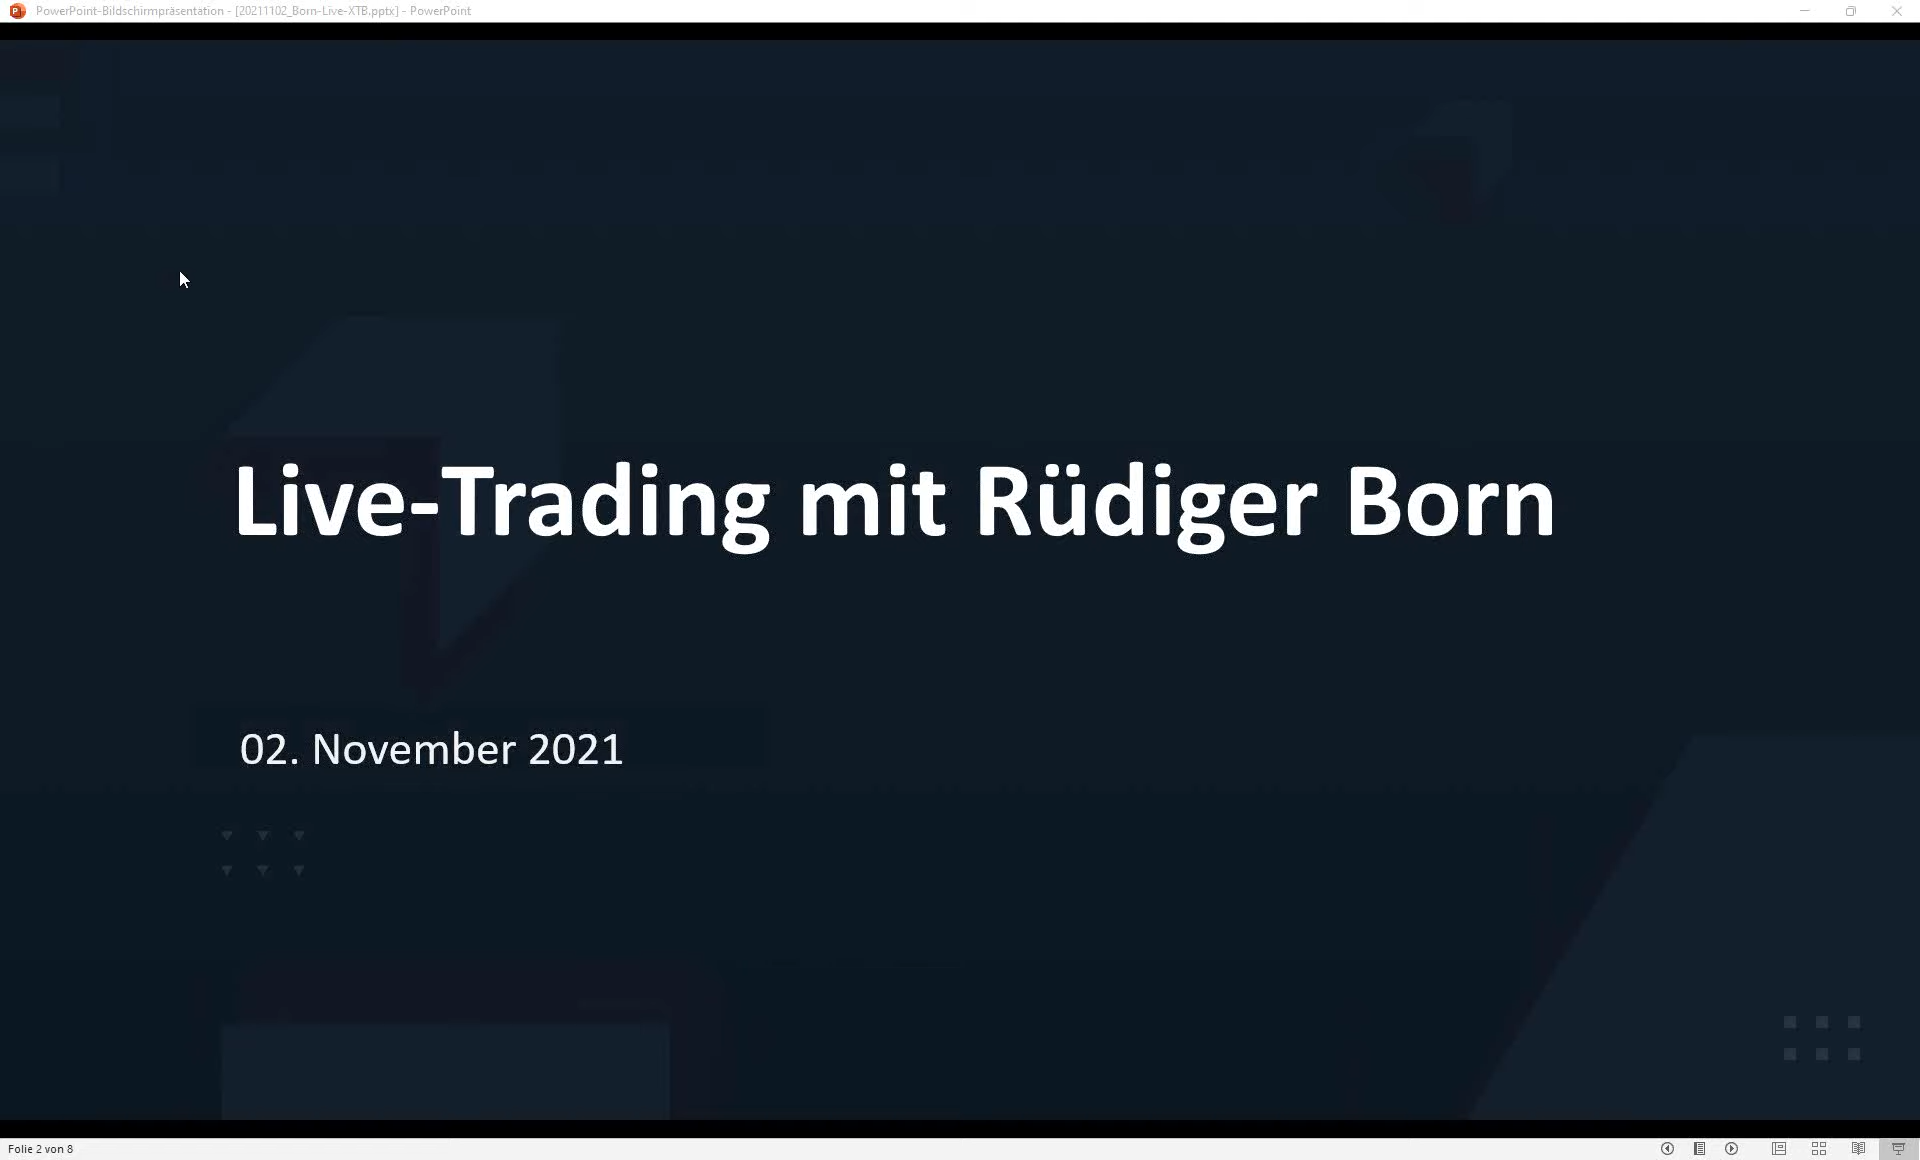 PowerPoint-Bildschirmpräsentation - [20211102_Born-Live-XTB.pptx] - PowerPoint
Live-Trading mit Rüdiger Born
02. November 2021
Folie 2 von 8